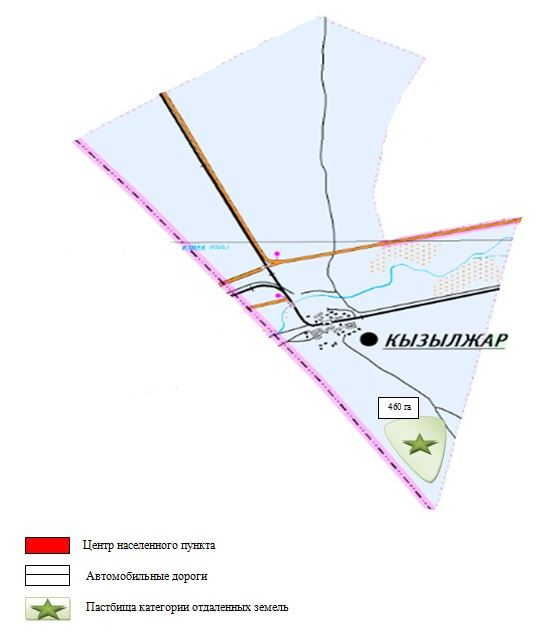 КЫЗЫЛЖАР
460 га
Центр населенного пункта
Автомобильные дороги
Пастбища категории отдаленных земель